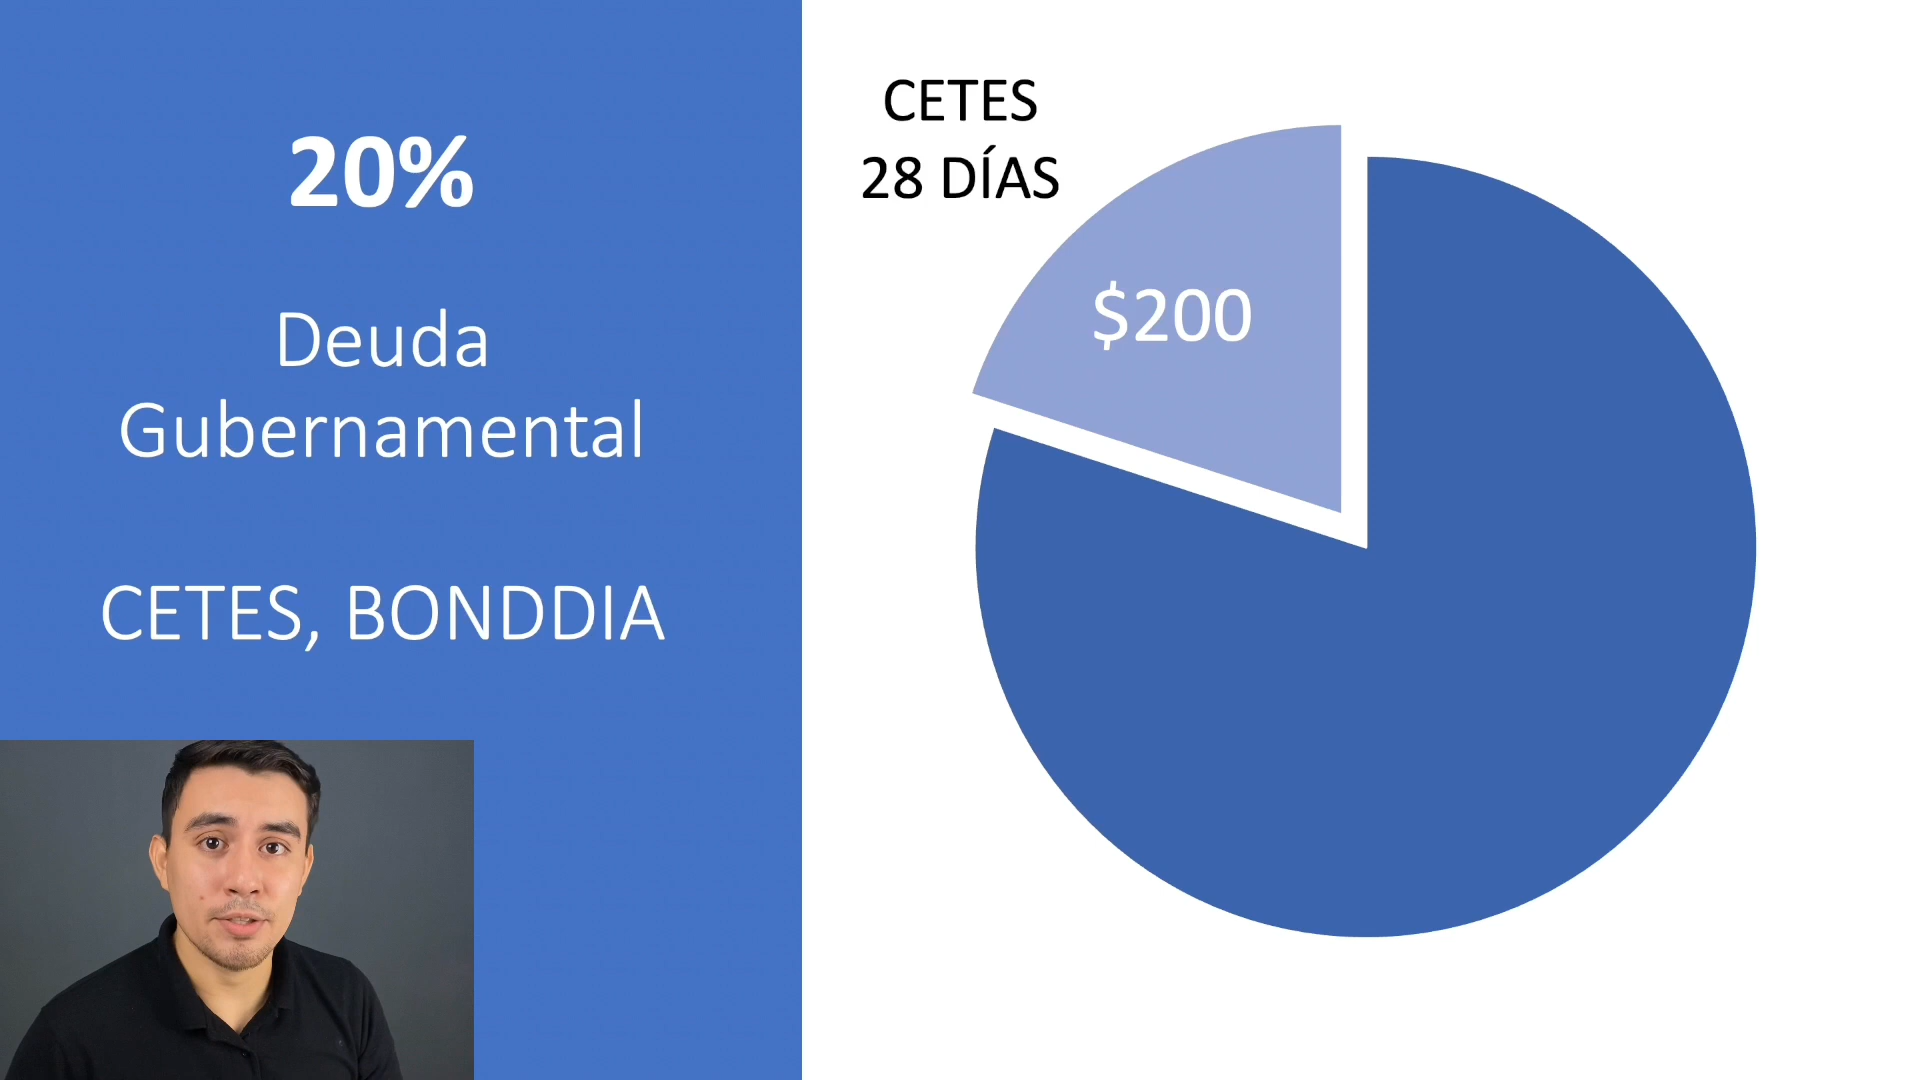 20%
Deuda
Gubernamental
CETES, BONDDIA
CETES
28 DÍAS
$200